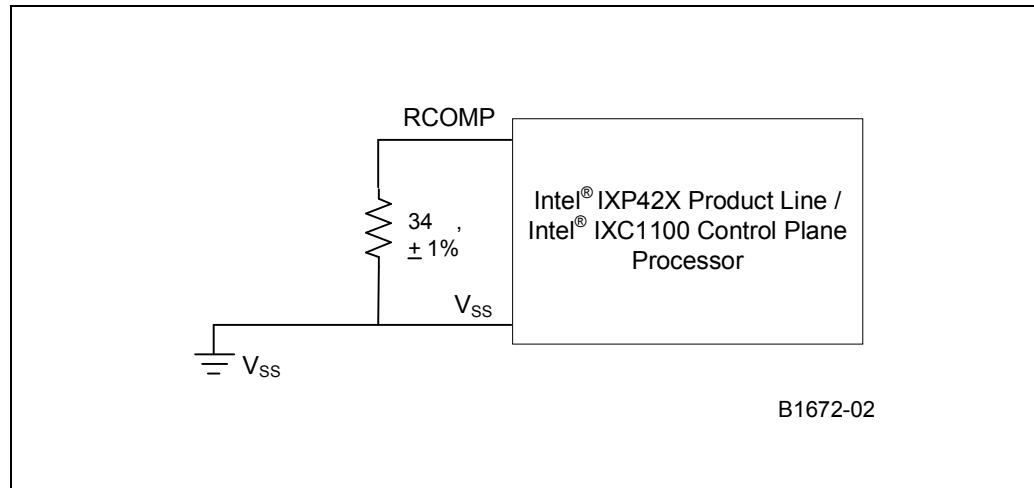 RCOMP
34 ,
± 1%
Intel® IXP42X Product Line /
Intel® IXC1100 Control Plane
Processor
VSS
VSS
B1672-02